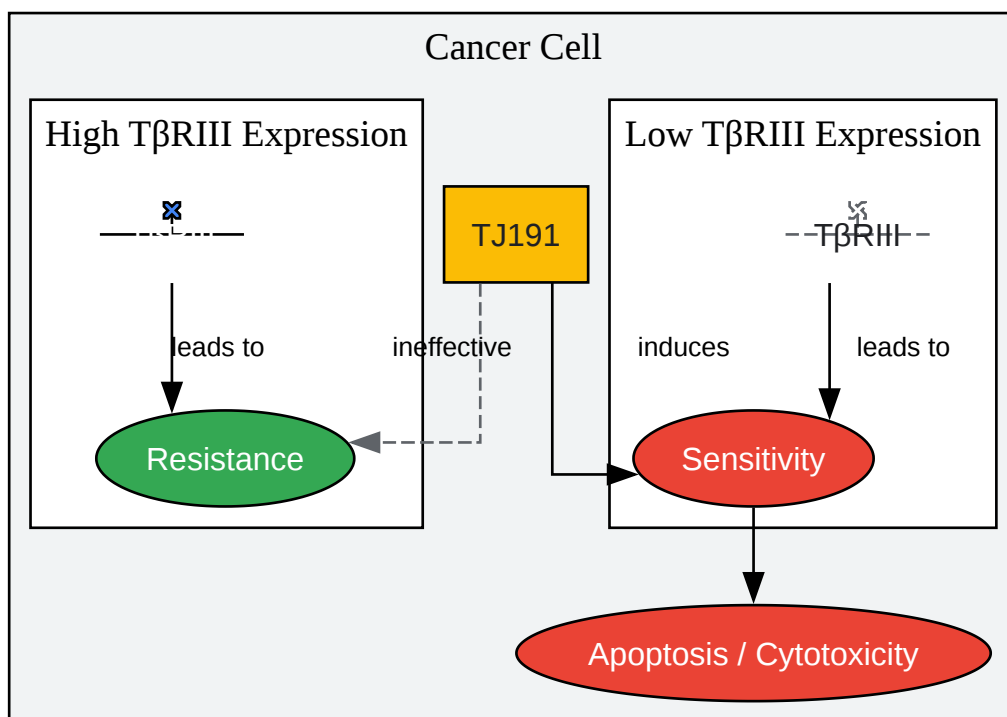 Cancer Cell
High TβRIII Expression
Low TβRIII Expression
TJ191
TβRIII
leads to
ineffective
induces
leads to
Resistance
Sensitivity
Apoptosis / Cytotoxicity